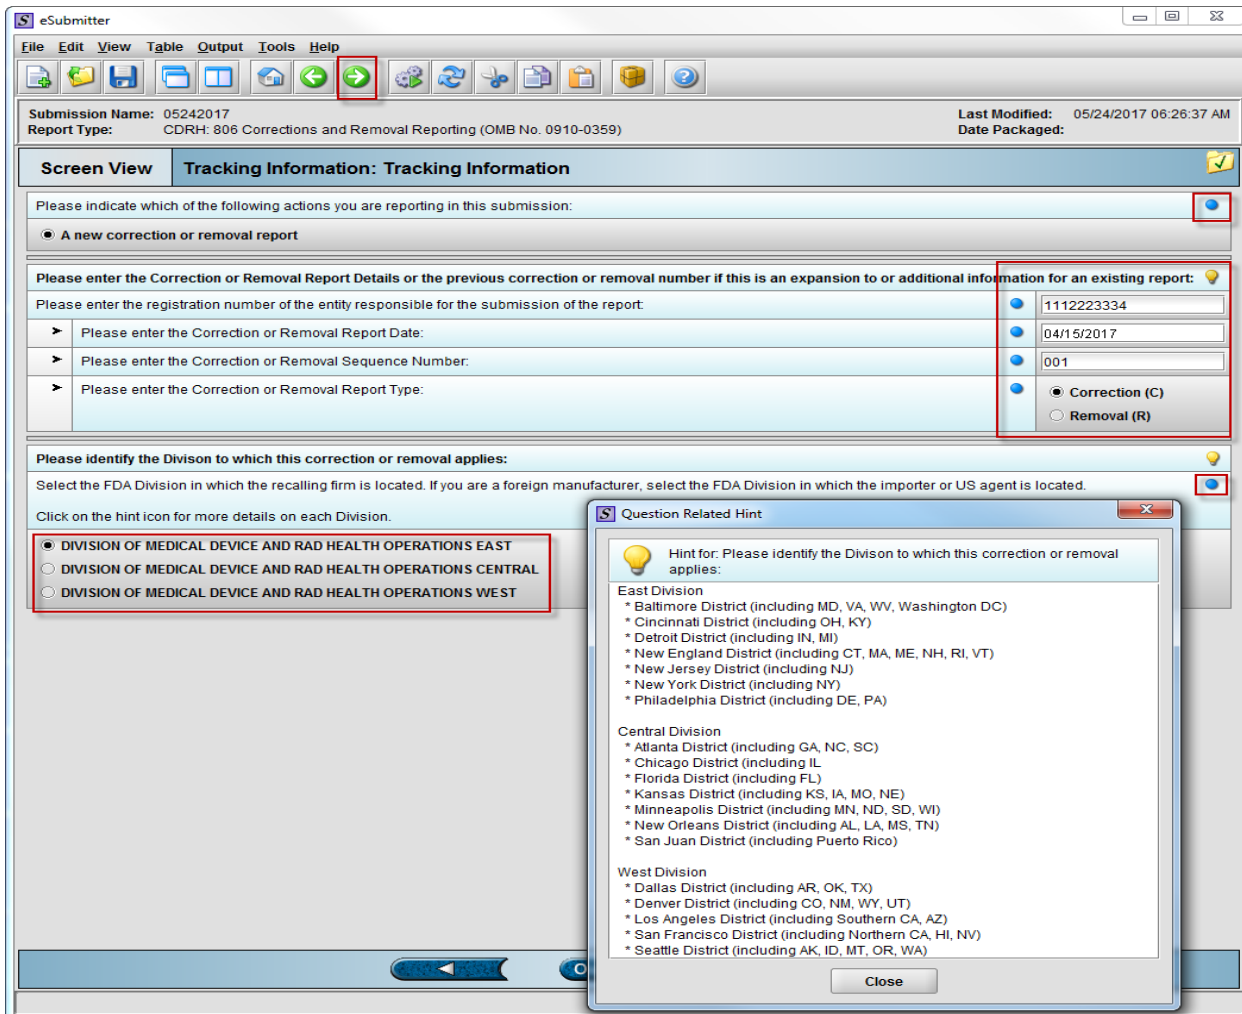 eSubmitter
File Edit View Table Output Tools Help
Submission Name: 05242017
Last Modified: 05/24/2017 06:26:37 AM
Report Type: CDRH: 806 Corrections and Removal Reporting (OMB No. 0910-0359)
Date Packaged:
Screen View Tracking Information: Tracking Information
Please indicate which of the following actions you are reporting in this submission:
A new correction or removal report
Please enter the Correction or Removal Report Details or the previous correction or removal number if this is an expansion to or additional information for an existing report:
Please enter the registration number of the entity responsible for the submission of the report: 1112223334
Please enter the Correction or Removal Report Date: 04/15/2017
Please enter the Correction or Removal Sequence Number: 001
Please enter the Correction or Removal Report Type: Correction (C)
Removal (R)
Please identify the Divison to which this correction or removal applies:
Select the FDA Division in which the recalling firm is located. If you are a foreign manufacturer, select the FDA Division in which the importer or US agent is located.
Click on the hint icon for more details on each Division.
DIVISION OF MEDICAL DEVICE AND RAD HEALTH OPERATIONS EAST
DIVISION OF MEDICAL DEVICE AND RAD HEALTH OPERATIONS CENTRAL
DIVISION OF MEDICAL DEVICE AND RAD HEALTH OPERATIONS WEST
Question Related Hint
Hint for: Please identify the Divison to which this correction or removal
applies:
East Division
* Baltimore District (including MD, VA, WV, Washington DC)
* Cincinnati District (including OH, KY)
* Detroit District (including IN, MI)
* New England District (including CT, MA, ME, NH, RI, VT)
* New Jersey District (including NJ)
* New York District (including NY)
* Philadelphia District (including DE, PA)
Central Division
* Atlanta District (including GA, NC, SC)
* Chicago District (including IL
* Florida District (including FL)
* Kansas District (including KS, IA, MO, NE)
* Minneapolis District (including MN, ND, SD, WI)
* New Orleans District (including AL, LA, MS, TN)
* San Juan District (including Puerto Rico)
West Division
* Dallas District (including AR, OK, TX)
* Denver District (including CO, NM, WY, UT)
* Los Angeles District (including Southern CA, AZ)
* San Francisco District (including Northern CA, HI, NV)
* Seattle District (including AK, ID, MT, OR, WA)
Close